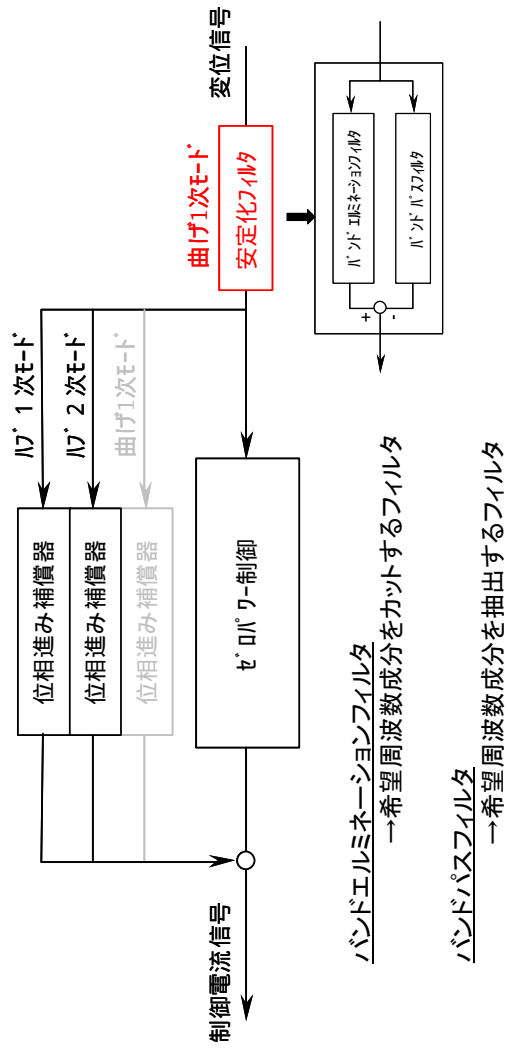 制御電流信号
ﾊﾌﾞ１次ﾓｰﾄﾞ
ﾊﾌﾞ２次ﾓｰﾄﾞ
曲げ1次ﾓｰﾄﾞ
位相進み補償器
位相進み補償器
位相進み補償器
ｾﾞﾛﾊﾟﾜｰ制御
曲げ1次ﾓｰﾄﾞ
安定化ﾌｨﾙﾀ
変位信号
バンドエルミネーションフィルタ
→希望周波数成分をカットするフィルタ
バンドパスフィルタ
→希望周波数成分を抽出するフィルタ
+
-
ﾊﾞﾝﾄﾞｴﾙﾐﾈｰｼｮﾝﾌｨﾙﾀ
ﾊﾞﾝﾄﾞﾊﾟｽﾌｨﾙﾀ